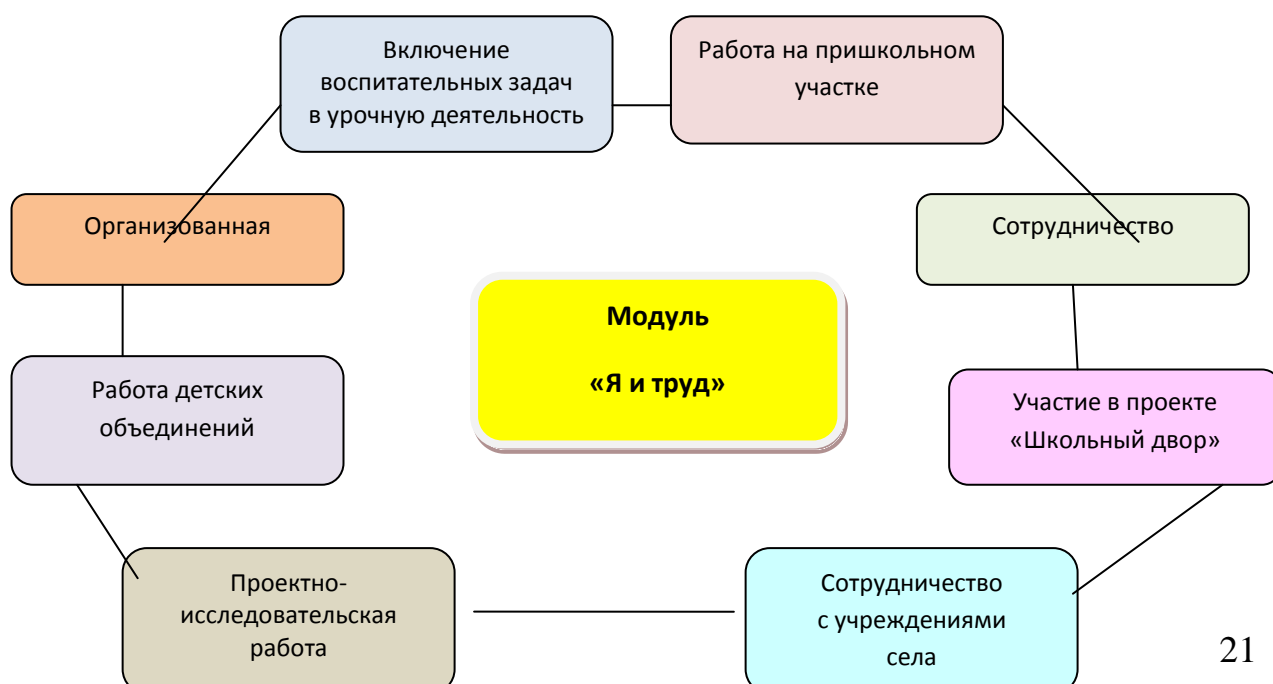 Включение
воспитательных задач
в урочную деятельность
Работа на пришкольном
участке
Организованная
Сотрудничество
Модуль
«Я и труд»
Работа детских
объединений
Участие в проекте
«Школьный двор»
Проектно-
исследовательская
работа
Сотрудничество
с учреждениями
села
21